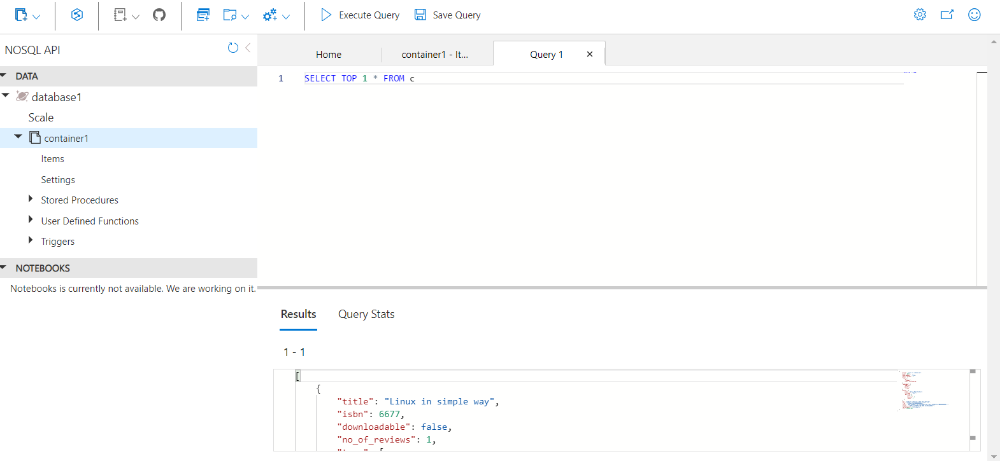 Execute Query
Save Query
NOSQL API
Home
container1 - It...
Query 1
DATA
database1
Scale
container1
Items
Settings
Stored Procedures
User Defined Functions
Triggers
NOTEBOOKS
Notebooks is currently not available. We are working on it.
1 SELECT TOP 1 * FROM c
Results
Query Stats
1 - 1
[
{
"title": "Linux in simple way",
"isbn": 6677,
"downloadable": false,
"no_of_reviews": 1,